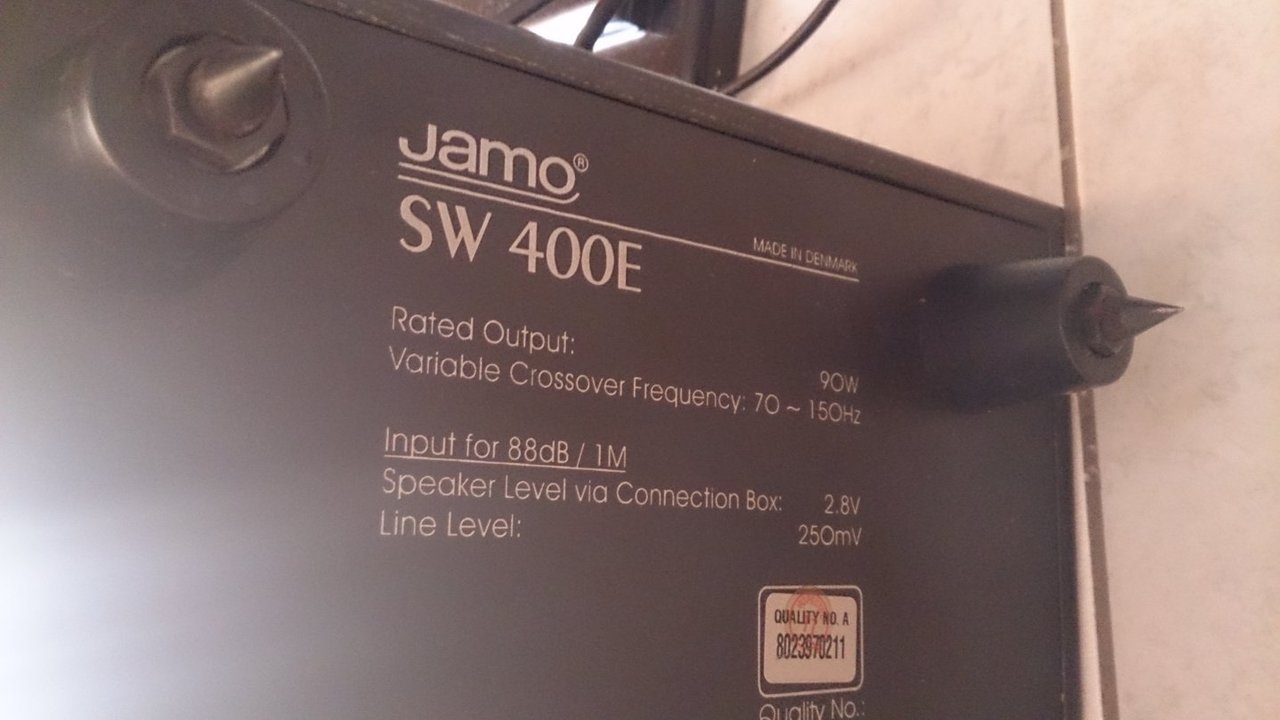 Jamo®
SW 400E
MADE IN DENMARK
Rated Output: 90W
Variable Crossover Frequency: 70 ~ 150Hz
Input for 88dB / 1M
Speaker Level via Connection Box: 2.8V
Line Level: 250mV
QUALITY NO. A
8023970211
Quality No.: